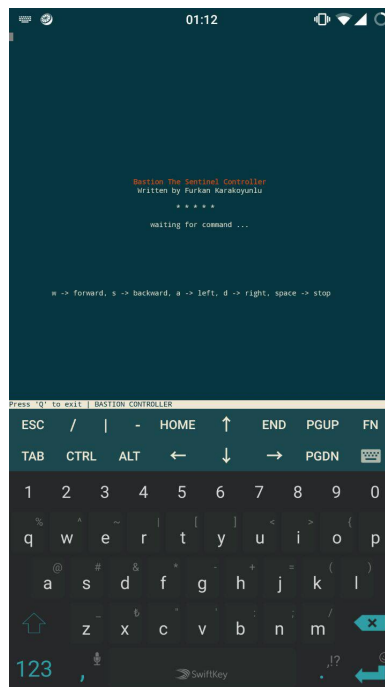 01:12
Bastion The Sentinel Controller
Written by Furkan Karakoyunlu
* * * * *
waiting for command ...
w -> forward, s -> backward, a -> left, d -> right, space -> stop
Press 'Q' to exit | BASTION CONTROLLER
ESC / | - HOME ↑ END PGUP FN
TAB CTRL ALT ← ↓ → PGDN
1 2 3 4 5 6 7 8 9 0
% ^ ~ | [ ] < > {
q w e r t y u i o p
@ # & * - + = ( )
a s d f g h j k l
_ ₺ " ' : ; /
z x c v b n m
123 , SwiftKey . ,!?